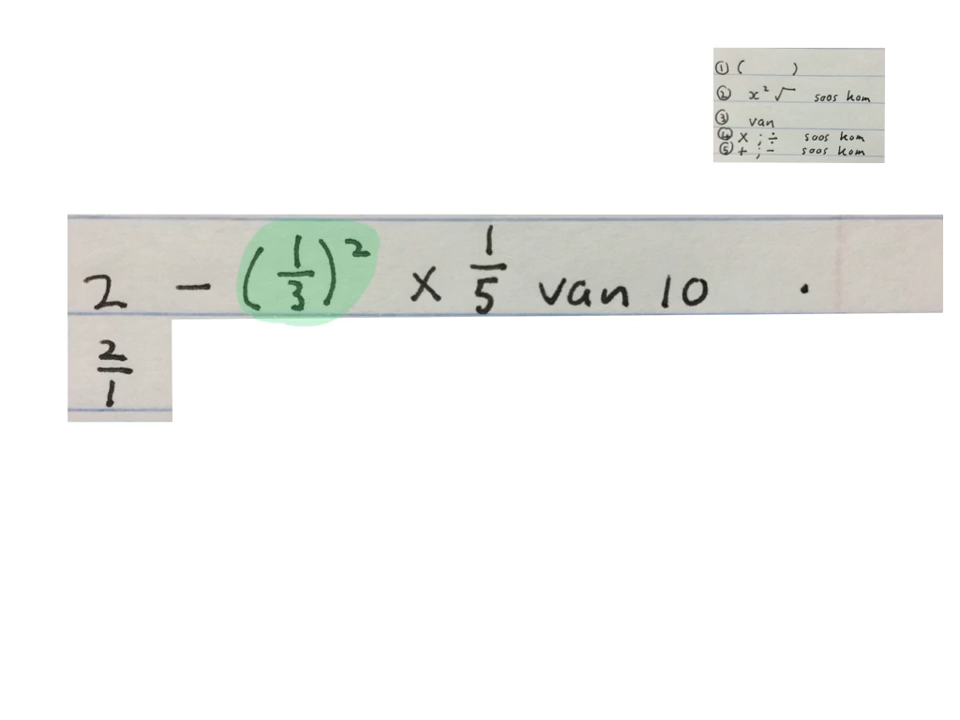 ① ( )
② x² √ soos kom
③ van
④ × ; ÷ soos kom
⑤ + ; - soos kom
2 - (1/3)² × 1/5 van 10 .
2/1